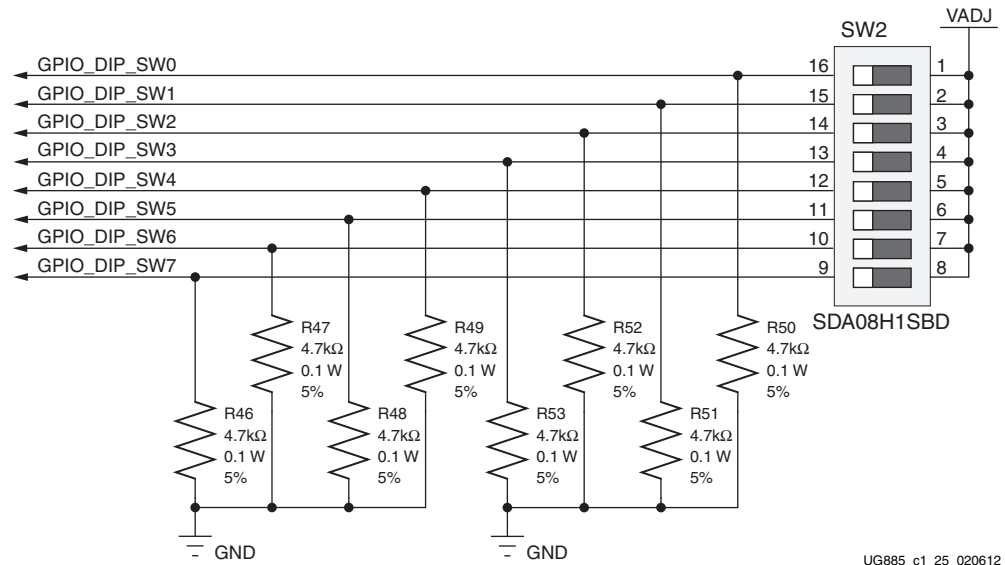 VADJ
SW2
GPIO_DIP_SW0 16 1
GPIO_DIP_SW1 15 2
GPIO_DIP_SW2 14 3
GPIO_DIP_SW3 13 4
GPIO_DIP_SW4 12 5
GPIO_DIP_SW5 11 6
GPIO_DIP_SW6 10 7
GPIO_DIP_SW7 9 8
SDA08H1SBD
R47
4.7kΩ
0.1 W
5%
R49
4.7kΩ
0.1 W
5%
R52
4.7kΩ
0.1 W
5%
R50
4.7kΩ
0.1 W
5%
R46
4.7kΩ
0.1 W
5%
R48
4.7kΩ
0.1 W
5%
R53
4.7kΩ
0.1 W
5%
R51
4.7kΩ
0.1 W
5%
GND
GND
UG885_c1_25_020612